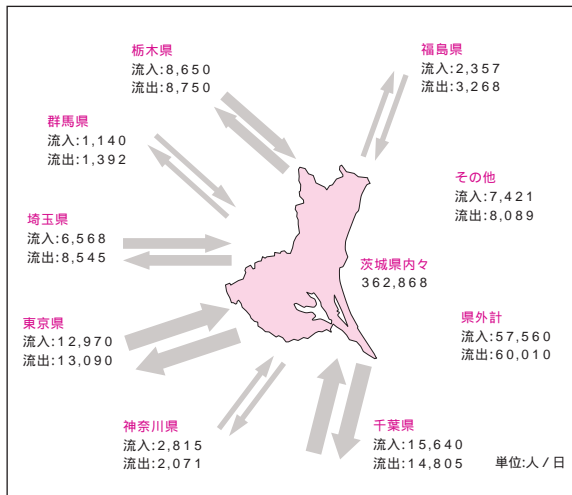 栃木県
流入:8,650
流出:8,750
福島県
流入:2,357
流出:3,268
群馬県
流入:1,140
流出:1,392
その他
流入:7,421
流出:8,089
埼玉県
流入:6,568
流出:8,545
茨城県内々
362,868
東京県
流入:12,970
流出:13,090
県外計
流入:57,560
流出:60,010
神奈川県
流入:2,815
流出:2,071
千葉県
流入:15,640
流出:14,805
単位:人/日